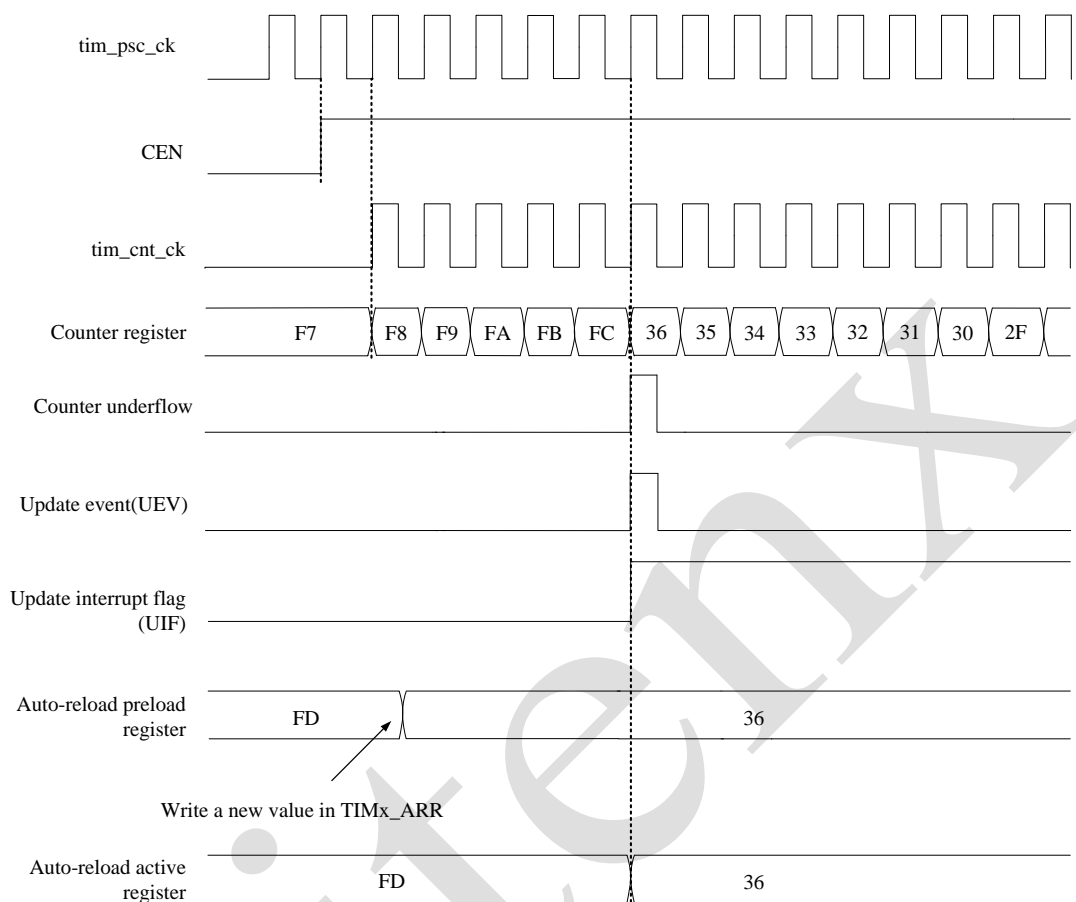 tim_psc_ck
CEN
tim_cnt_ck
Counter register F7 F8 F9 FA FB FC 36 35 34 33 32 31 30 2F
Counter underflow
Update event(UEV)
Update interrupt flag
(UIF)
Auto-reload preload
register
FD 36
Write a new value in TIMx_ARR
Auto-reload active
register
FD 36
itenx